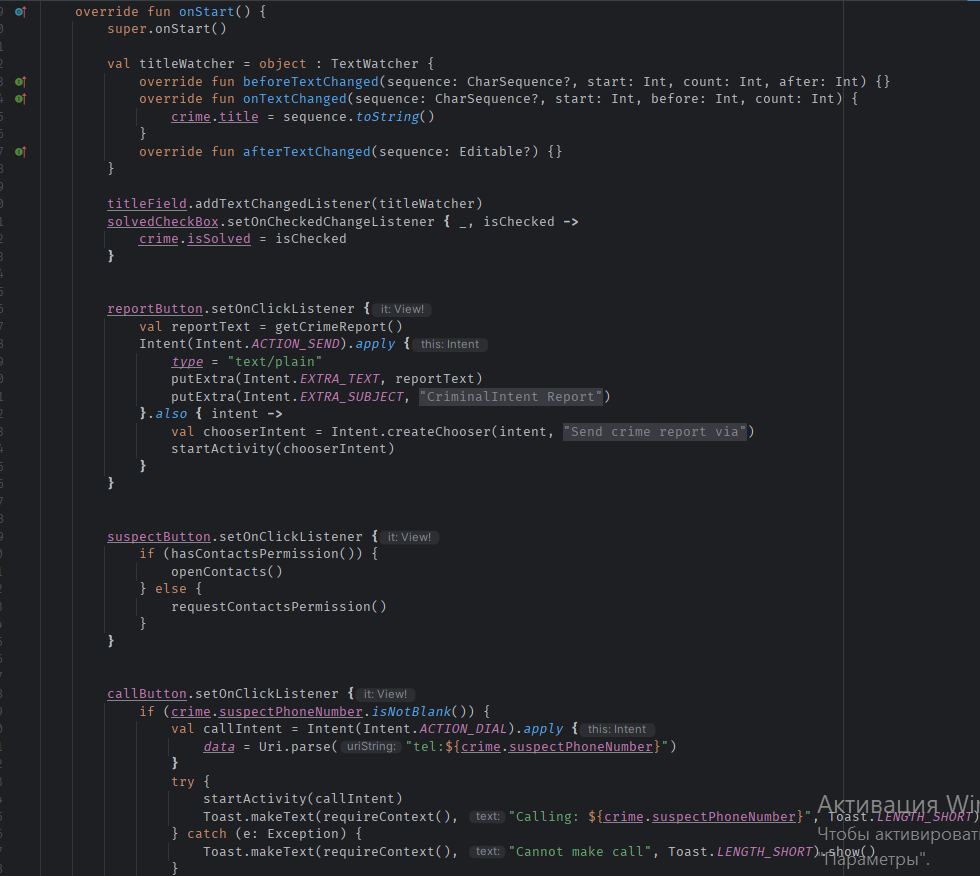 override fun onStart() {
super.onStart()
val titleWatcher = object : TextWatcher {
override fun beforeTextChanged(sequence: CharSequence?, start: Int, count: Int, after: Int) {}
override fun onTextChanged(sequence: CharSequence?, start: Int, before: Int, count: Int) {
crime.title = sequence.toString()
}
override fun afterTextChanged(sequence: Editable?) {}
}
titleField.addTextChangedListener(titleWatcher)
solvedCheckBox.setOnCheckedChangeListener { _, isChecked ->
crime.isSolved = isChecked
}
reportButton.setOnClickListener { it: View!
val reportText = getCrimeReport()
Intent(Intent.ACTION_SEND).apply { this: Intent
type = "text/plain"
putExtra(Intent.EXTRA_TEXT, reportText)
putExtra(Intent.EXTRA_SUBJECT, "CriminalIntent Report")
}.also { intent ->
val chooserIntent = Intent.createChooser(intent, "Send crime report via")
startActivity(chooserIntent)
}
}
suspectButton.setOnClickListener { it: View!
if (hasContactsPermission()) {
openContacts()
} else {
requestContactsPermission()
}
}
callButton.setOnClickListener { it: View!
if (crime.suspectPhoneNumber.isNotBlank()) {
val callIntent = Intent(Intent.ACTION_DIAL).apply { this: Intent
data = Uri.parse( uriString: "tel:${crime.suspectPhoneNumber}")
}
try {
startActivity(callIntent)
Toast.makeText(requireContext(), text: "Calling: ${crime.suspectPhoneNumber}", Toast.LENGTH_SHORT)
} catch (e: Exception) {
Toast.makeText(requireContext(), text: "Cannot make call", Toast.LENGTH_SHORT).show()
}
Активация Win
Чтобы активироват
"Параметры".